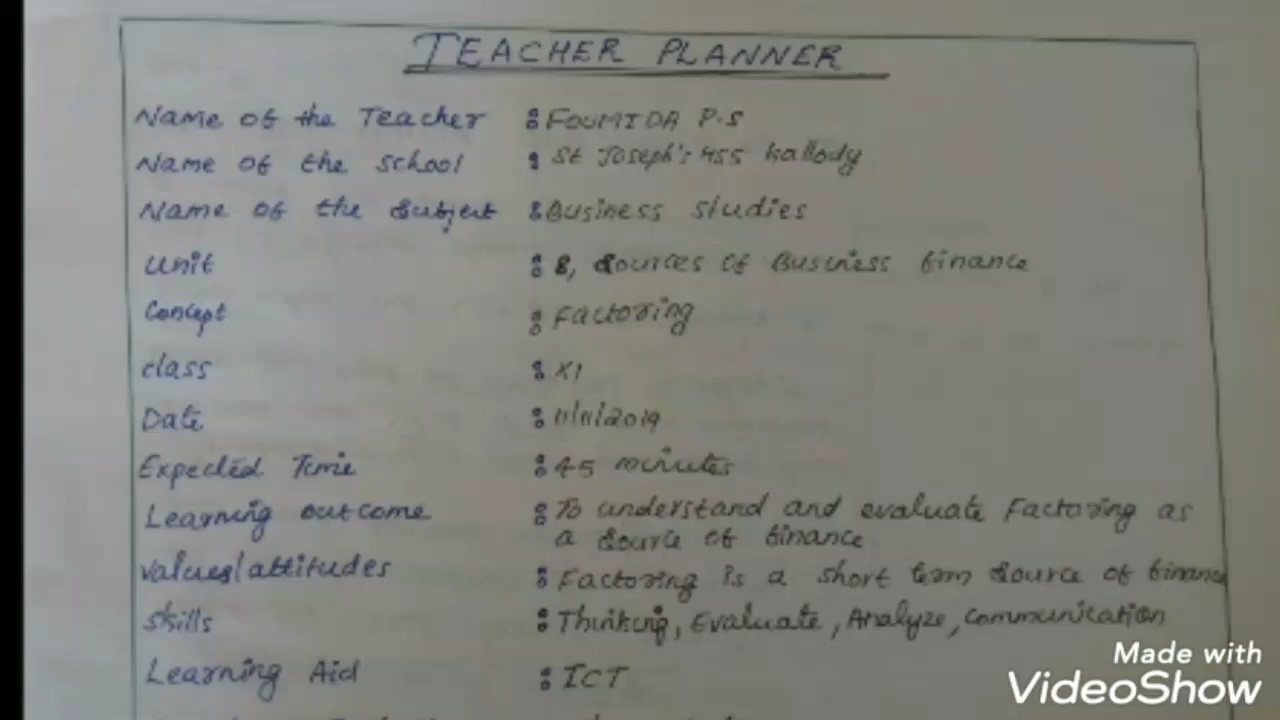 TEACHER PLANNER
Name of the Teacher : FOUMIDA P.S
Name of the school : St Joseph's HSS Kallody
Name of the Subject : Business studies
Unit : 8, Sources of Business finance
Concept : Factoring
class : XI
Date : 11/11/2019
Expected Time : 45 minutes
Learning outcome : To understand and evaluate Factoring as
a source of finance
Values/attitudes : Factoring is a short term source of finance
Skills : Thinking, Evaluate, Analyze, Communication
Learning Aid : ICT
Made with
VideoShow